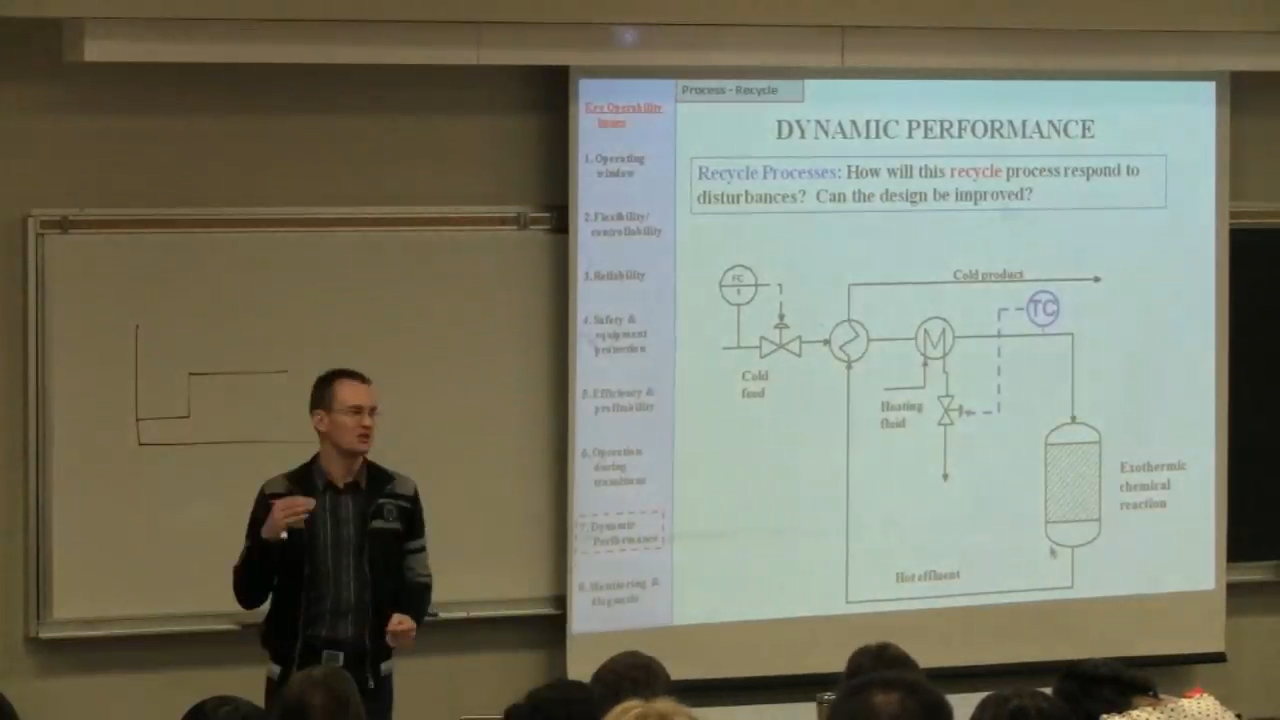 Process - Recycle
DYNAMIC PERFORMANCE
Recycle Processes: How will this recycle process respond to
disturbances? Can the design be improved?
Key Operability
Issues
1. Operating
window
2. Flexibility/
controllability
3. Reliability
4. Safety &
equipment
protection
5. Efficiency &
profitability
6. Operation
during
transitions
7. Dynamic
Performance
8. Monitoring &
diagnosis
FC
1
Cold product
TC
Cold
feed
Heating
fluid
Exothermic
chemical
reaction
Hot effluent